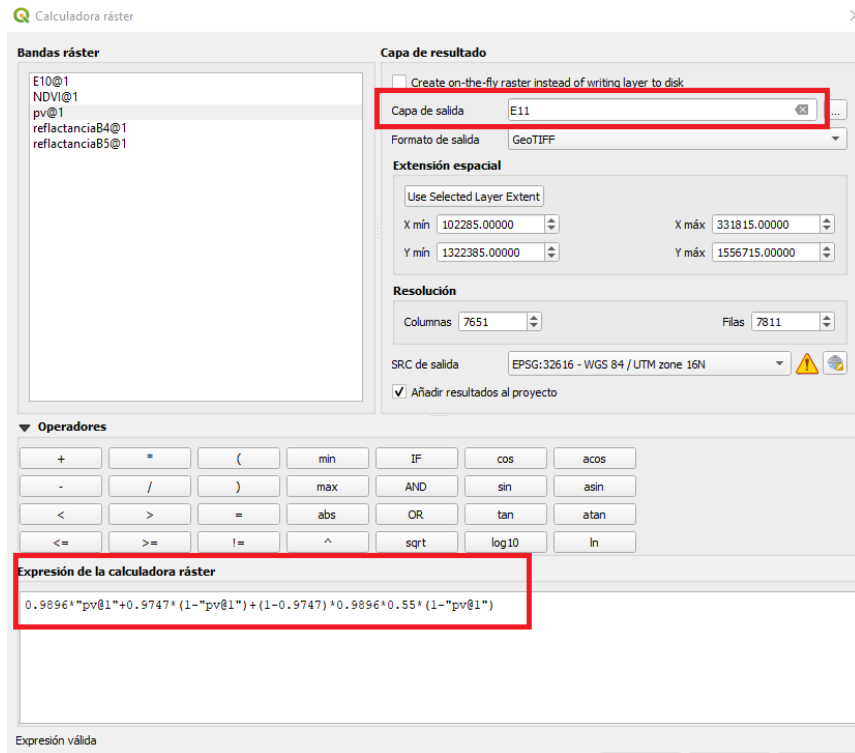 Calculadora ráster
Bandas ráster
E10@1
NDVI@1
pv@1
reflactanciaB4@1
reflactanciaB5@1
Capa de resultado
Create on-the-fly raster instead of writing layer to disk
Capa de salida E11 ...
Formato de salida GeoTIFF
Extensión espacial
Use Selected Layer Extent
X mín 102285.00000 X máx 331815.00000
Y mín 1322385.00000 Y máx 1556715.00000
Resolución
Columnas 7651 Filas 7811
SRC de salida EPSG:32616 - WGS 84 / UTM zone 16N
Añadir resultados al proyecto
Operadores
+ * ( min IF cos acos
- / ) max AND sin asin
< > = abs OR tan atan
<= >= != ^ sqrt log10 ln
Expresión de la calculadora ráster
0.9896*"pv@1"+0.9747*(1-"pv@1")+(1-0.9747)*0.9896*0.55*(1-"pv@1")
Expresión válida